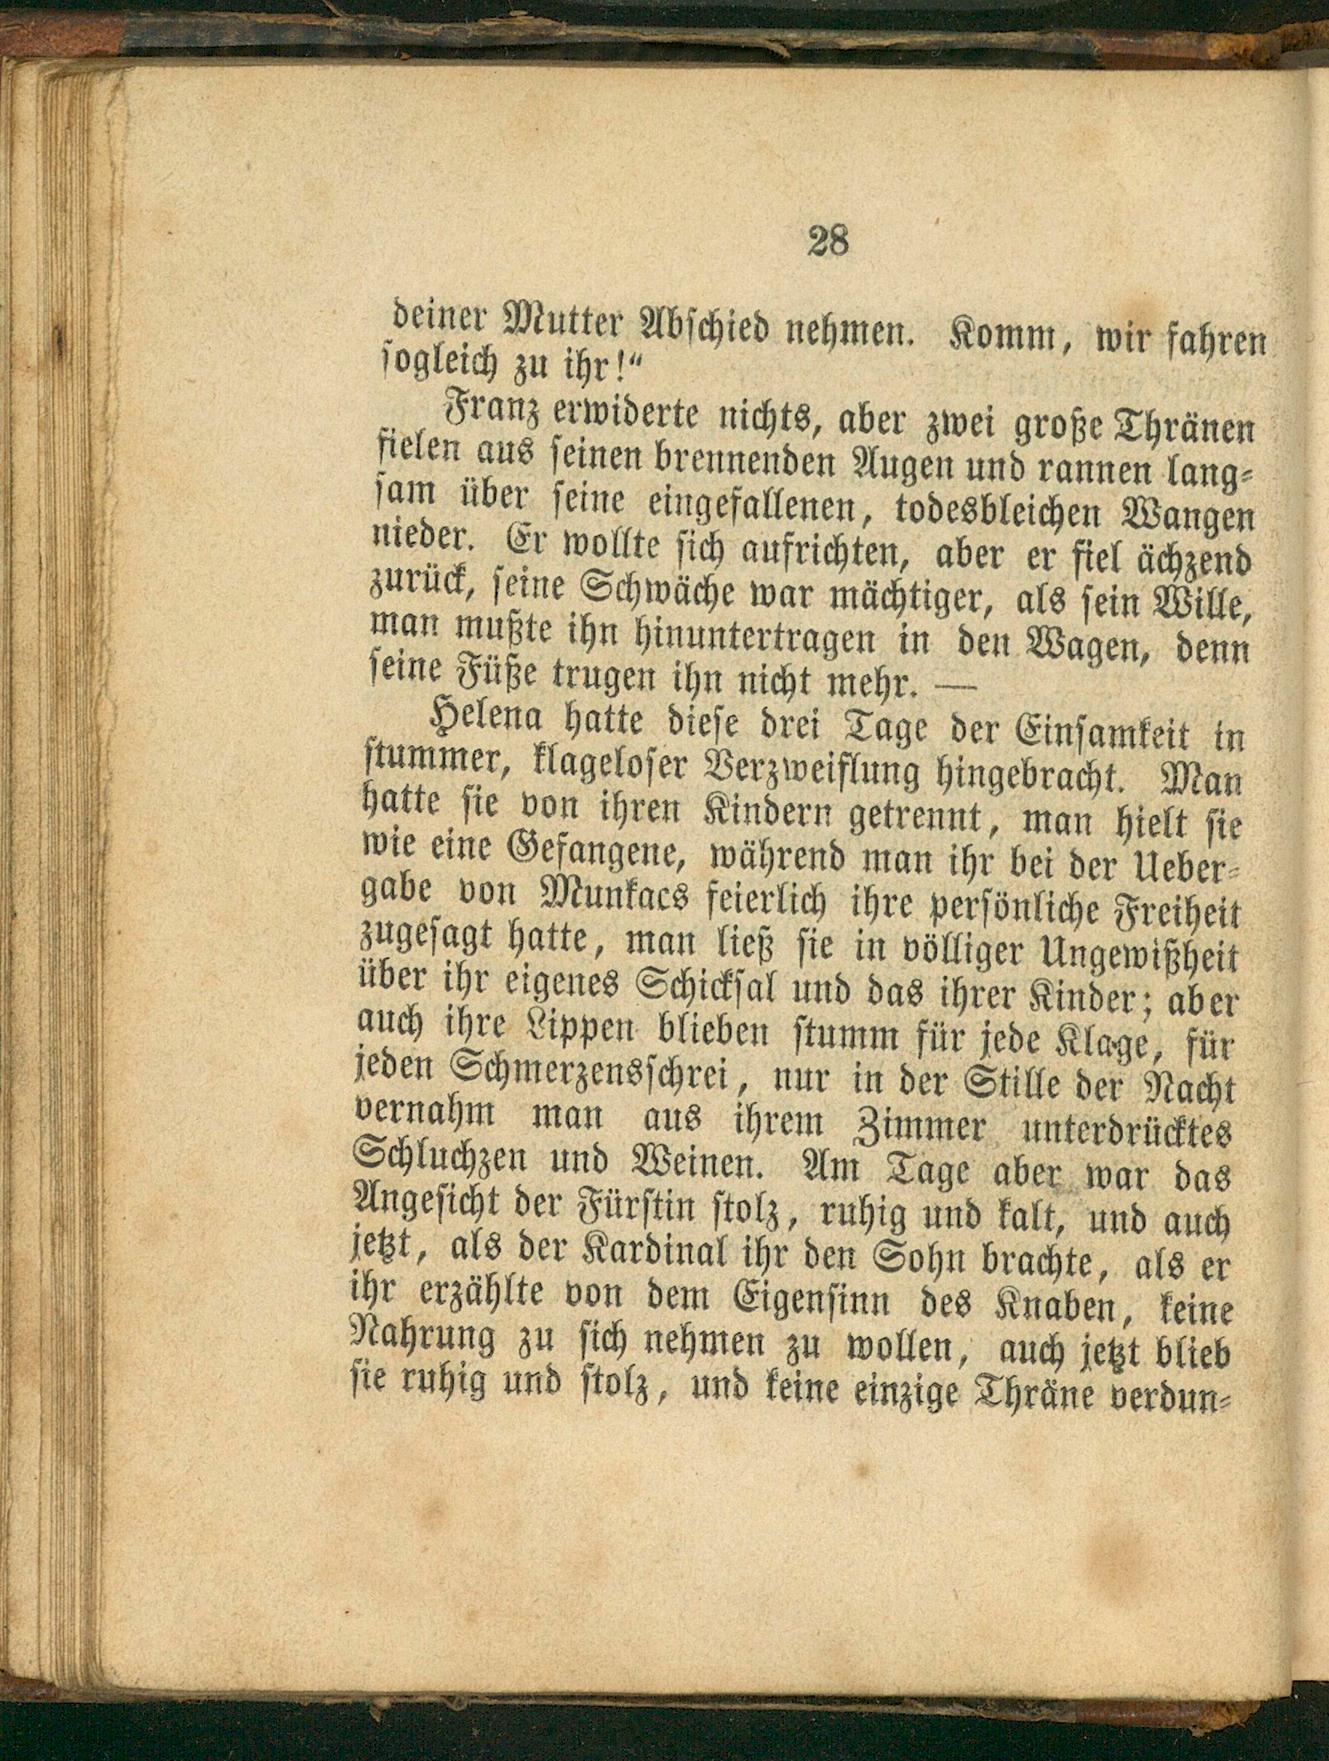 28
deiner Mutter Abschied nehmen. Komm, wir fahren
sogleich zu ihr!“
Franz erwiderte nichts, aber zwei große Thränen
fielen aus seinen brennenden Augen und rannen lang-
sam über seine eingefallenen, todesbleichen Wangen
nieder. Er wollte sich aufrichten, aber er fiel ächzend
zurück, seine Schwäche war mächtiger, als sein Wille,
man mußte ihn hinuntertragen in den Wagen, denn
seine Füße trugen ihn nicht mehr. —
Helena hatte diese drei Tage der Einsamkeit in
stummer, klageloser Verzweiflung hingebracht. Man
hatte sie von ihren Kindern getrennt, man hielt sie
wie eine Gefangene, während man ihr bei der Ueber-
gabe von Munkacs feierlich ihre persönliche Freiheit
zugesagt hatte, man ließ sie in völliger Ungewißheit
über ihr eigenes Schicksal und das ihrer Kinder; aber
auch ihre Lippen blieben stumm für jede Klage, für
jeden Schmerzensschrei, nur in der Stille der Nacht
vernahm man aus ihrem Zimmer unterdrücktes
Schluchzen und Weinen. Am Tage aber war das
Angesicht der Fürstin stolz, ruhig und kalt, und auch
jetzt, als der Kardinal ihr den Sohn brachte, als er
ihr erzählte von dem Eigensinn des Knaben, keine
Nahrung zu sich nehmen zu wollen, auch jetzt blieb
sie ruhig und stolz, und keine einzige Thräne verdun-